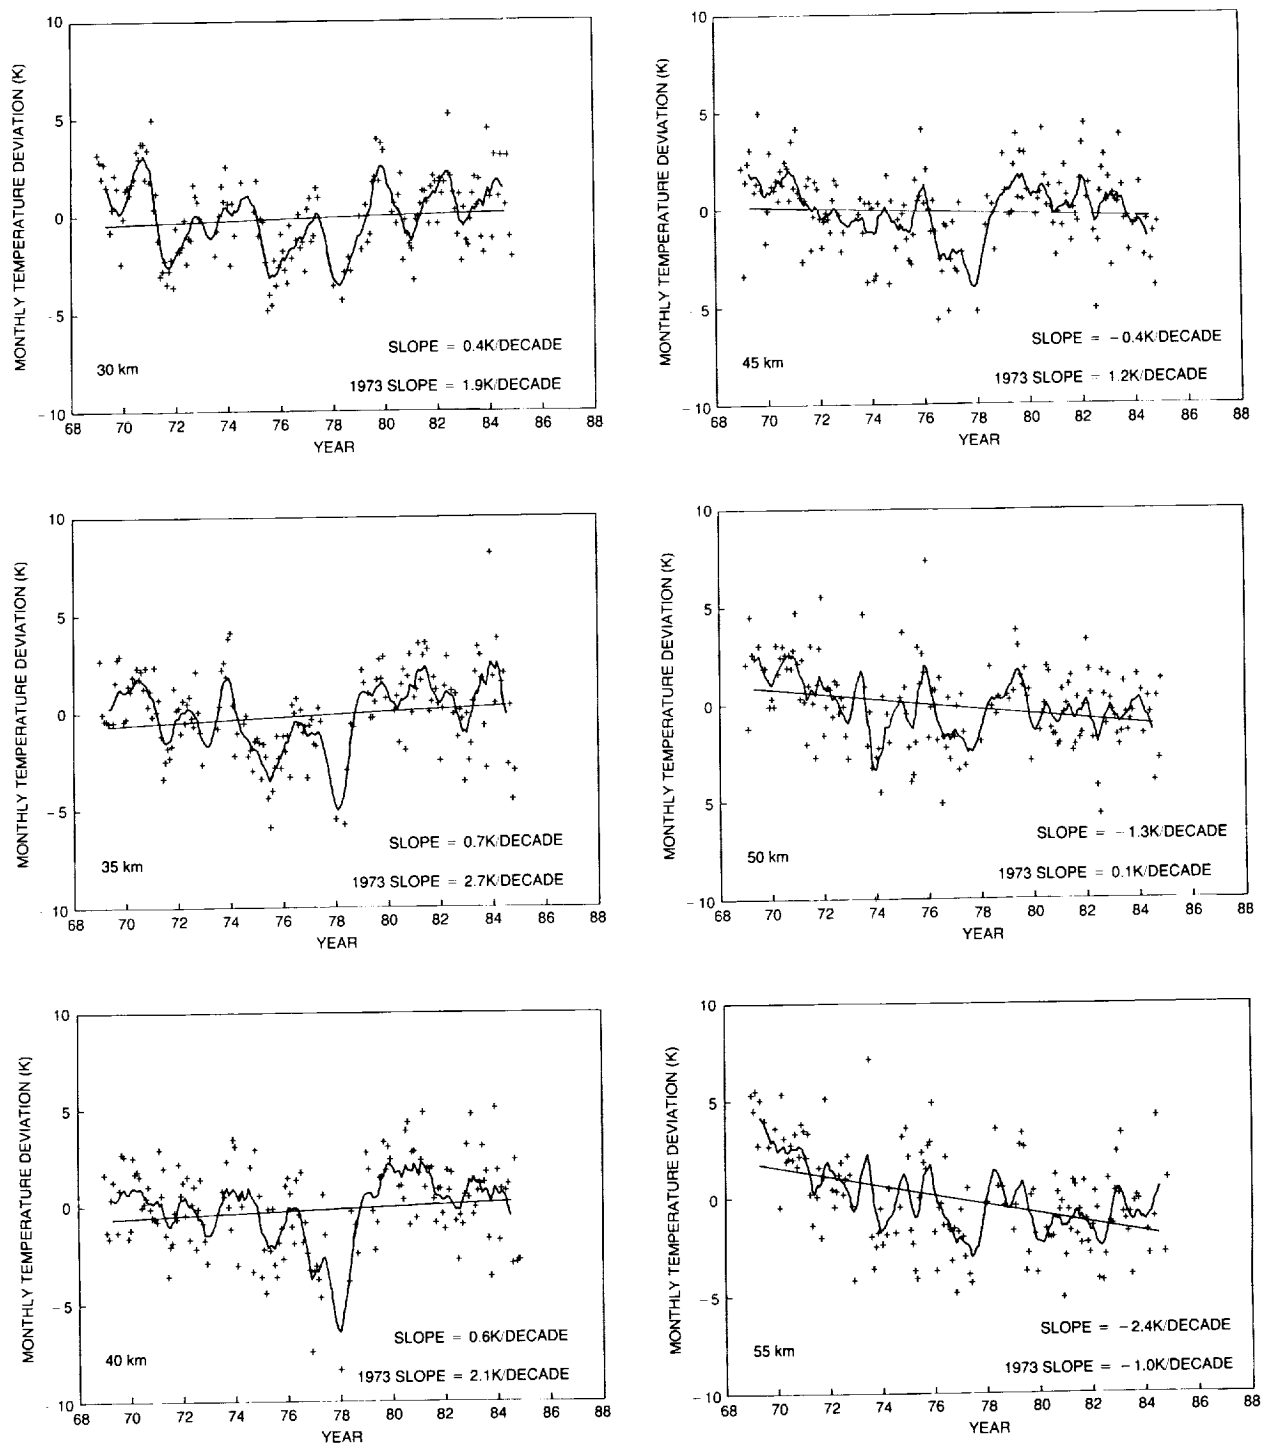 10
5
0
- 5
- 10
MONTHLY TEMPERATURE DEVIATION (K)
SLOPE = 0.4K/DECADE
30 km
1973 SLOPE = 1.9K/DECADE
68 70 72 74 76 78 80 82 84 86 88
YEAR
10
5
0
- 5
- 10
MONTHLY TEMPERATURE DEVIATION (K)
SLOPE = -0.4K/DECADE
45 km
1973 SLOPE = 1.2K/DECADE
68 70 72 74 76 78 80 82 84 86 88
YEAR
10
5
0
- 5
- 10
MONTHLY TEMPERATURE DEVIATION (K)
SLOPE = 0.7K/DECADE
35 km
1973 SLOPE = 2.7K/DECADE
68 70 72 74 76 78 80 82 84 86 88
YEAR
10
5
0
5
- 10
MONTHLY TEMPERATURE DEVIATION (K)
SLOPE = -1.3K/DECADE
50 km
1973 SLOPE = 0.1K/DECADE
68 70 72 74 76 78 80 82 84 86 88
YEAR
10
5
0
- 5
- 10
MONTHLY TEMPERATURE DEVIATION (K)
SLOPE = 0.6K/DECADE
40 km
1973 SLOPE = 2.1K/DECADE
68 70 72 74 76 78 80 82 84 86 88
YEAR
10
5
0
- 5
- 10
MONTHLY TEMPERATURE DEVIATION (K)
SLOPE = -2.4K/DECADE
55 km
1973 SLOPE = -1.0K/DECADE
68 70 72 74 76 78 80 82 84 86 88
YEAR